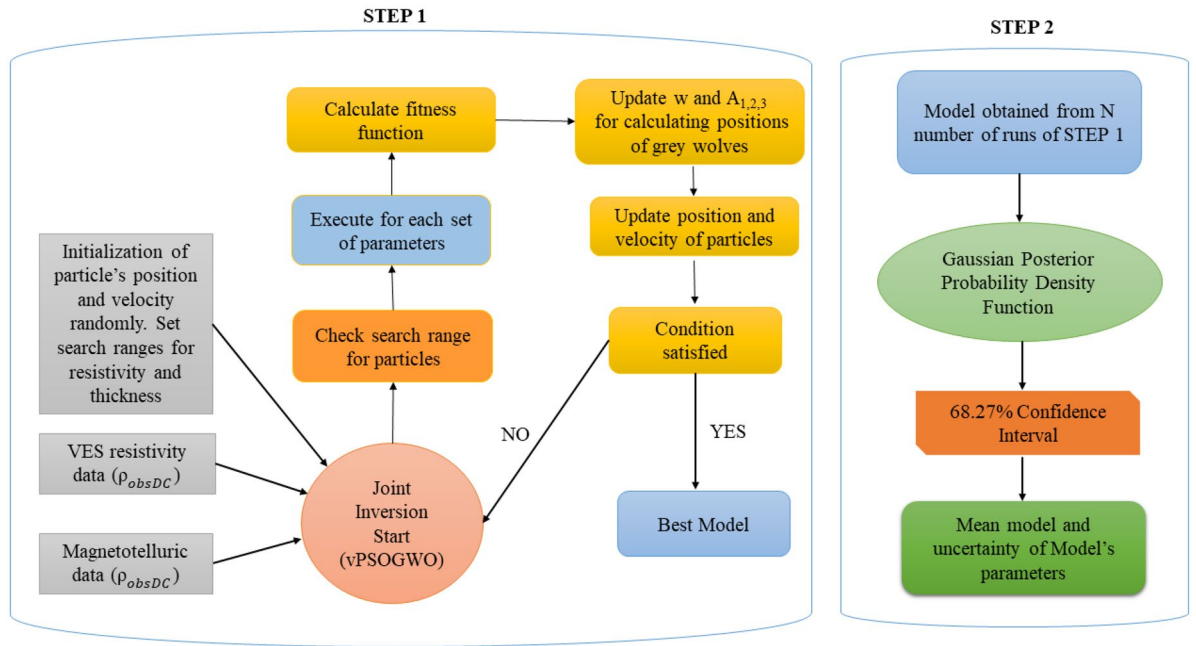 STEP 1
Initialization of
particle's position
and velocity
randomly. Set
search ranges for
resistivity and
thickness
VES resistivity
data (ρobsDC)
Magnetotelluric
data (ρobsDC)
Joint
Inversion
Start
(vPSOGWO)
Check search range
for particles
Execute for each set
of parameters
Calculate fitness
function
Update w and A1,2,3
for calculating positions
of grey wolves
Update position and
velocity of particles
Condition
satisfied
NO
YES
Best Model
STEP 2
Model obtained from N
number of runs of STEP 1
Gaussian Posterior
Probability Density
Function
68.27% Confidence
Interval
Mean model and
uncertainty of Model's
parameters